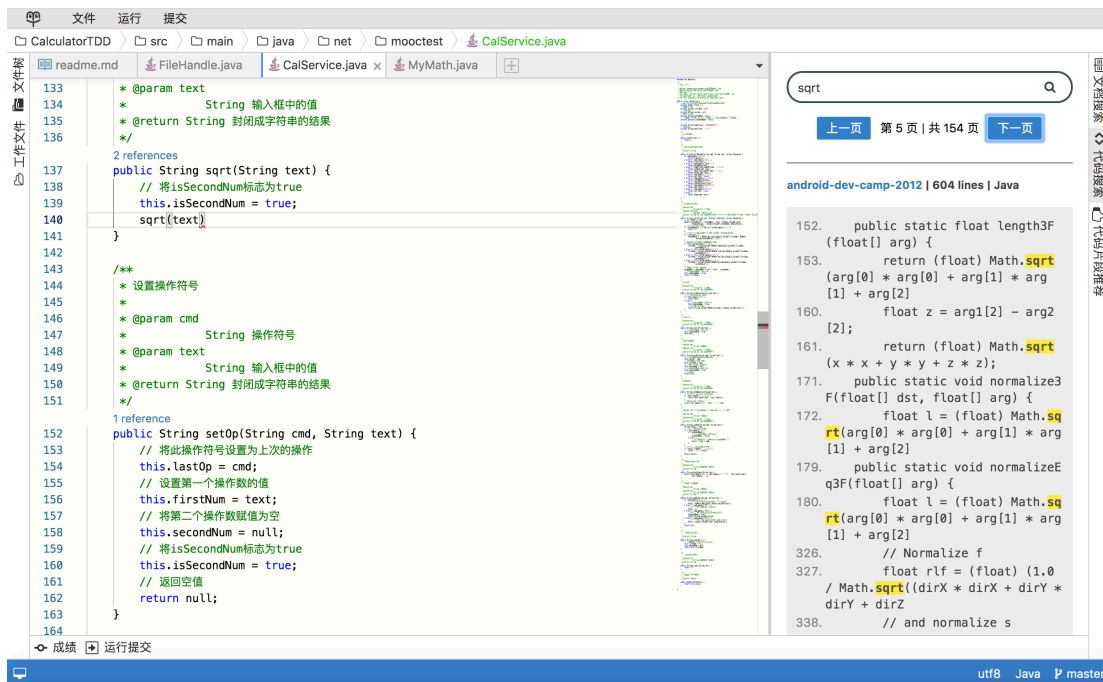 文件 运行 提交
CalculatorTDD src main java net mooctest CalService.java
readme.md FileHandle.java CalService.java × MyMath.java
文件树
工作文件
133 * @param text
134 * String 输入框中的值
135 * @return String 封闭成字符串的结果
136 */
2 references
137 public String sqrt(String text) {
138 // 将isSecondNum标志为true
139 this.isSecondNum = true;
140 sqrt(text)
141 }
142
143 /**
144 * 设置操作符号
145 *
146 * @param cmd
147 * String 操作符号
148 * @param text
149 * String 输入框中的值
150 * @return String 封闭成字符串的结果
151 */
1 reference
152 public String setOp(String cmd, String text) {
153 // 将此操作符号设置为上次的操作
154 this.lastOp = cmd;
155 // 设置第一个操作数的值
156 this.firstNum = text;
157 // 将第二个操作数赋值为空
158 this.secondNum = null;
159 // 将isSecondNum标志为true
160 this.isSecondNum = true;
161 // 返回空值
162 return null;
163 }
164
sqrt
上一页 第 5 页 | 共 154 页 下一页
android-dev-camp-2012 | 604 lines | Java
152. public static float length3F
(float[] arg) {
153. return (float) Math.sqrt
(arg[0] * arg[0] + arg[1] * arg
[1] + arg[2]
160. float z = arg1[2] - arg2
[2];
161. return (float) Math.sqrt
(x * x + y * y + z * z);
171. public static void normalize3
F(float[] dst, float[] arg) {
172. float l = (float) Math.sq
rt(arg[0] * arg[0] + arg[1] * arg
[1] + arg[2]
179. public static void normalizeE
q3F(float[] arg) {
180. float l = (float) Math.sq
rt(arg[0] * arg[0] + arg[1] * arg
[1] + arg[2]
326. // Normalize f
327. float rlf = (float) (1.0
/ Math.sqrt((dirX * dirX + dirY *
dirY + dirZ
338. // and normalize s
文档搜索
代码搜索
代码片段推荐
成绩 运行提交
utf8 Java master